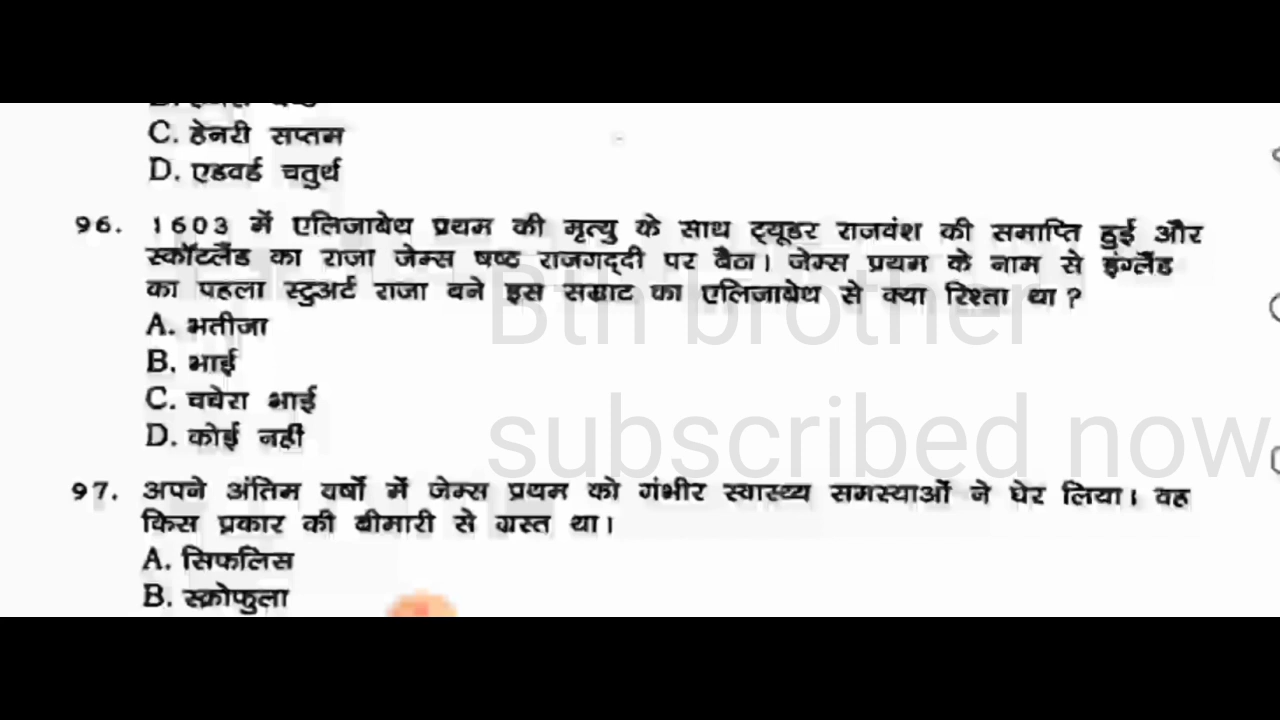 C. हेनरी सप्तम
D. एडवर्ड चतुर्थ
96. 1603 में एलिजाबेथ प्रथम की मृत्यु के साथ ट्यूडर राजवंश की समाप्ति हुई और
स्कॉटलैंड का राजा जेम्स षष्ठ राजगद्दी पर बैठा। जेम्स प्रथम के नाम से इंग्लैंड
का पहला स्टुअर्ट राजा बने इस सम्राट का एलिजाबेथ से क्या रिश्ता था ?
A. भतीजा
B. भाई
C. चचेरा भाई
D. कोई नहीं
Bth brother
subscribed now
97. अपने अंतिम वर्षों में जेम्स प्रथम को गंभीर स्वास्थ्य समस्याओं ने घेर लिया। वह
किस प्रकार की बीमारी से ग्रस्त था।
A. सिफलिस
B. स्क्रोफुला